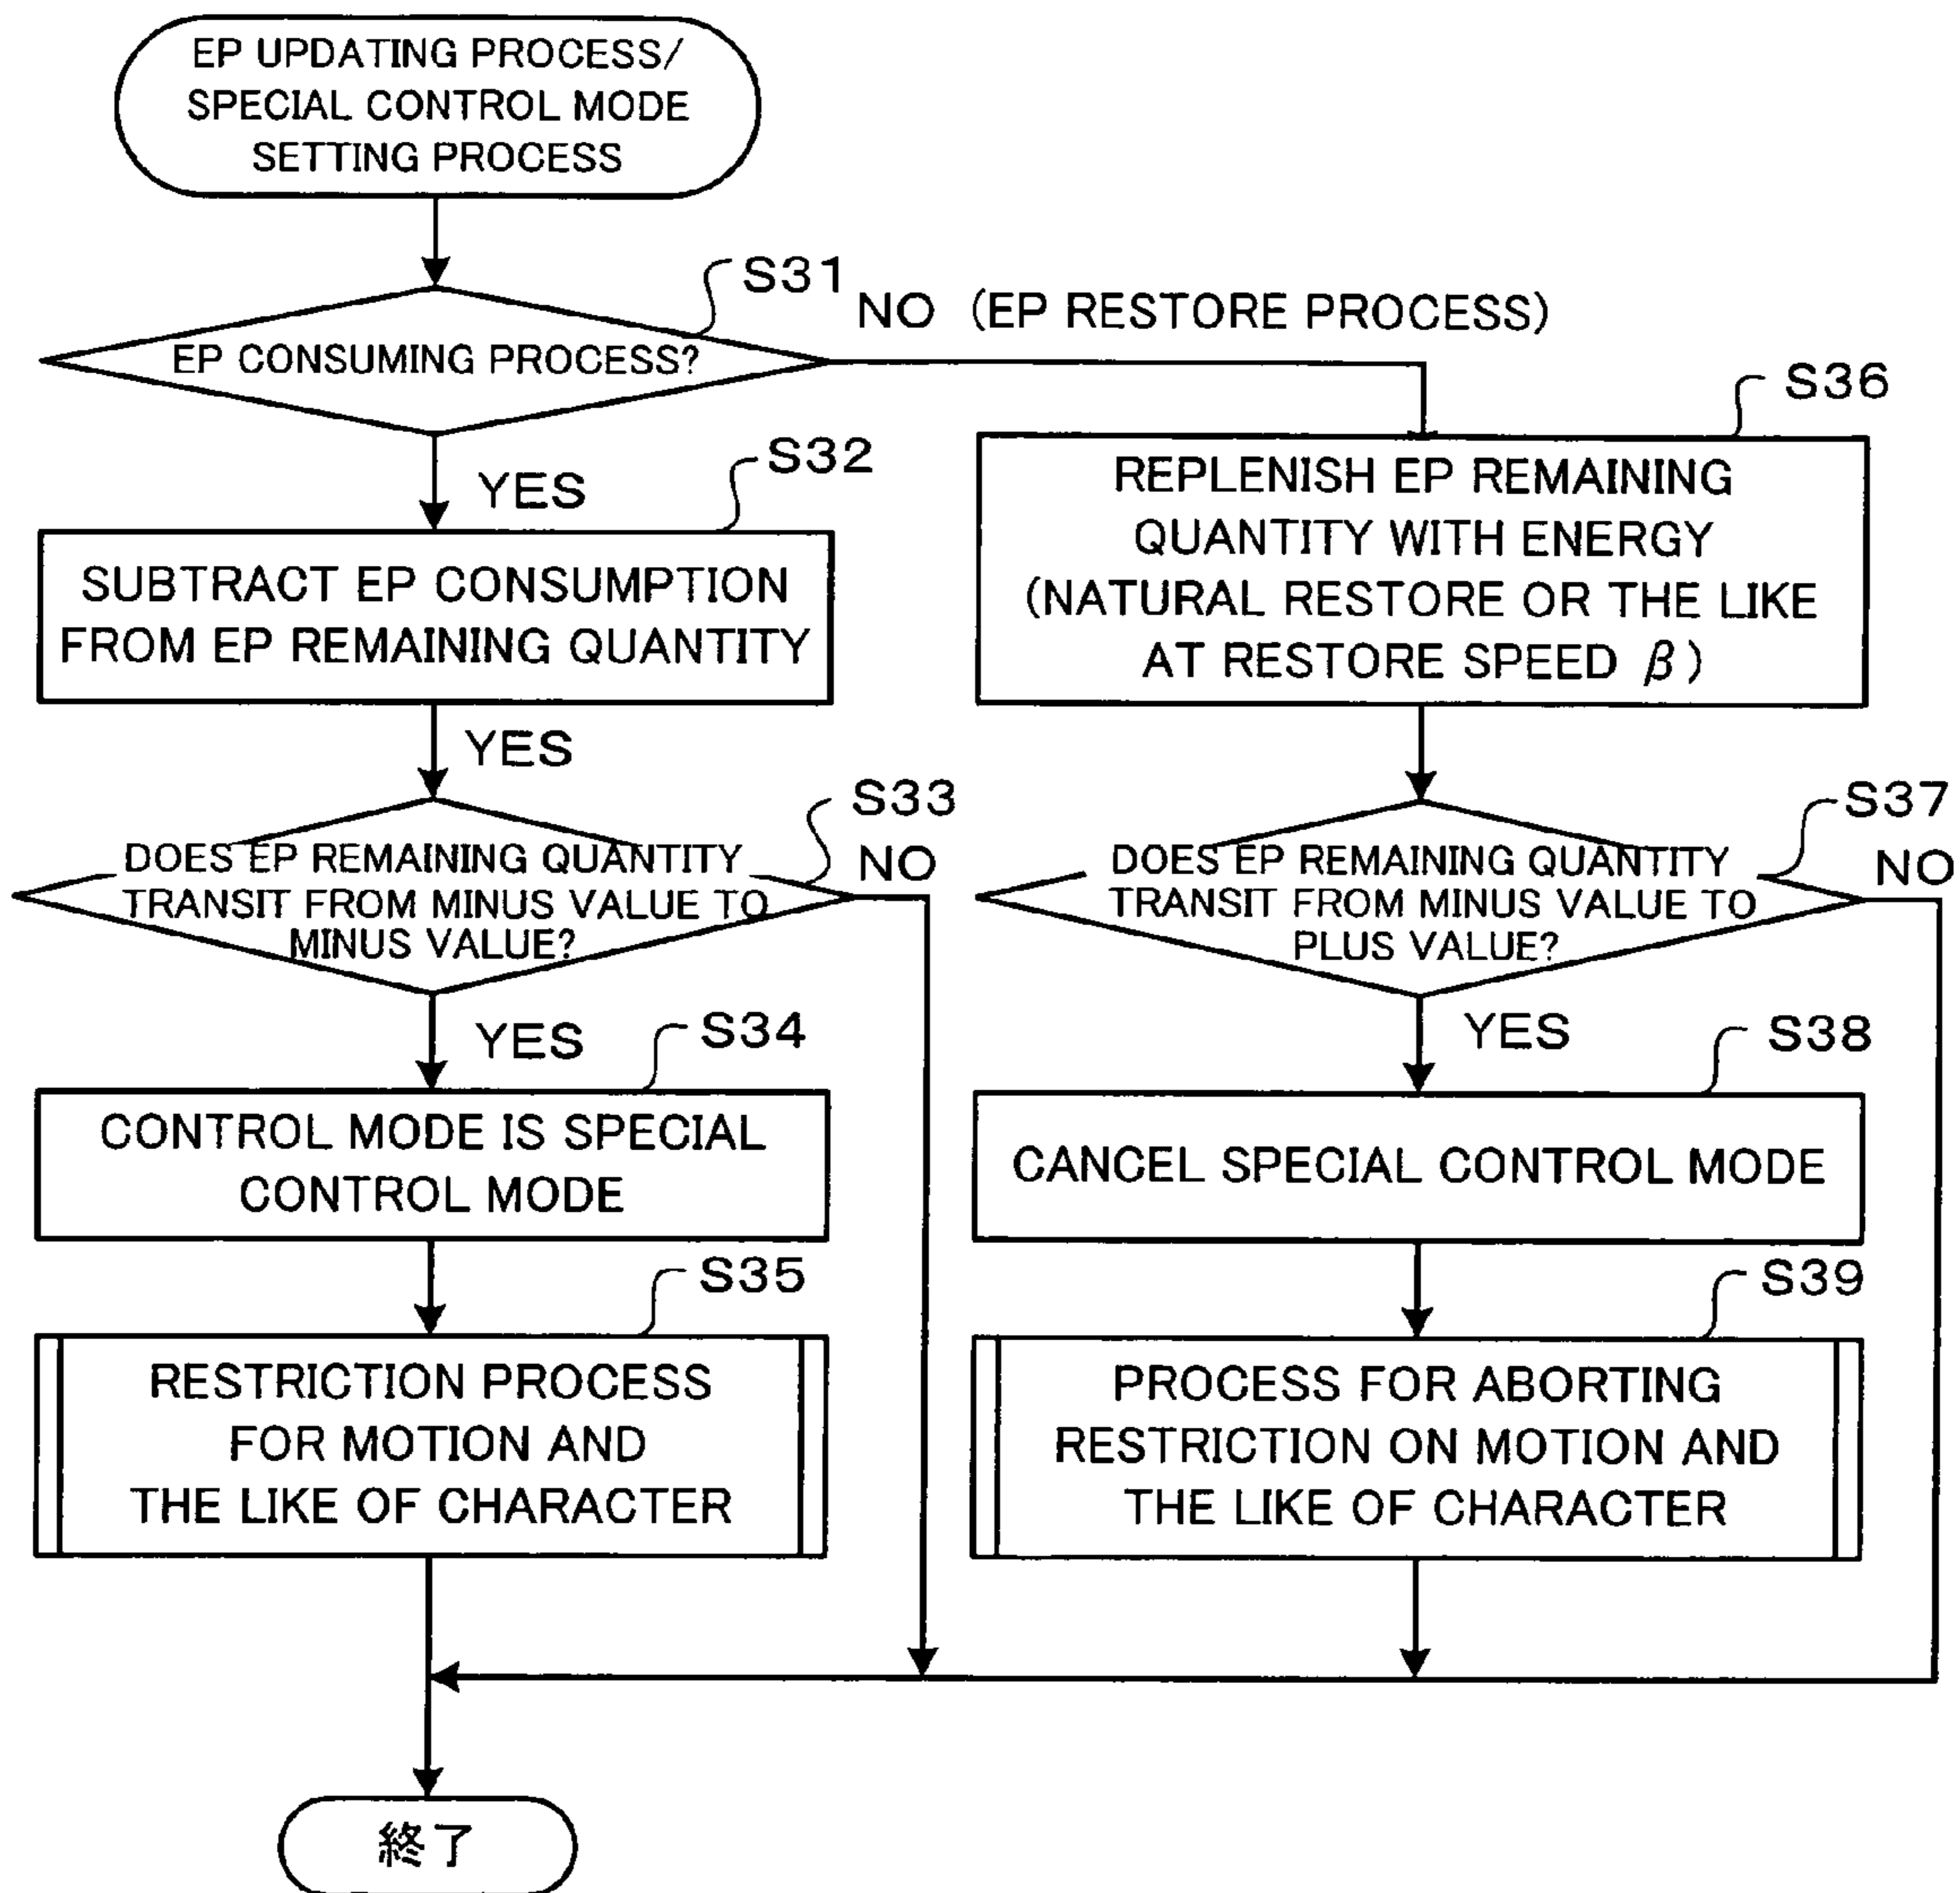 EP UPDATING PROCESS/
SPECIAL CONTROL MODE
SETTING PROCESS
S31
NO (EP RESTORE PROCESS)
EP CONSUMING PROCESS?
YES
S32
SUBTRACT EP CONSUMPTION
FROM EP REMAINING QUANTITY
YES
S33
NO
DOES EP REMAINING QUANTITY
TRANSIT FROM MINUS VALUE TO
MINUS VALUE?
YES
S34
CONTROL MODE IS SPECIAL
CONTROL MODE
S35
RESTRICTION PROCESS
FOR MOTION AND
THE LIKE OF CHARACTER
S36
REPLENISH EP REMAINING
QUANTITY WITH ENERGY
(NATURAL RESTORE OR THE LIKE
AT RESTORE SPEED β)
S37
NO
DOES EP REMAINING QUANTITY
TRANSIT FROM MINUS VALUE TO
PLUS VALUE?
YES
S38
CANCEL SPECIAL CONTROL MODE
S39
PROCESS FOR ABORTING
RESTRICTION ON MOTION AND
THE LIKE OF CHARACTER
終了